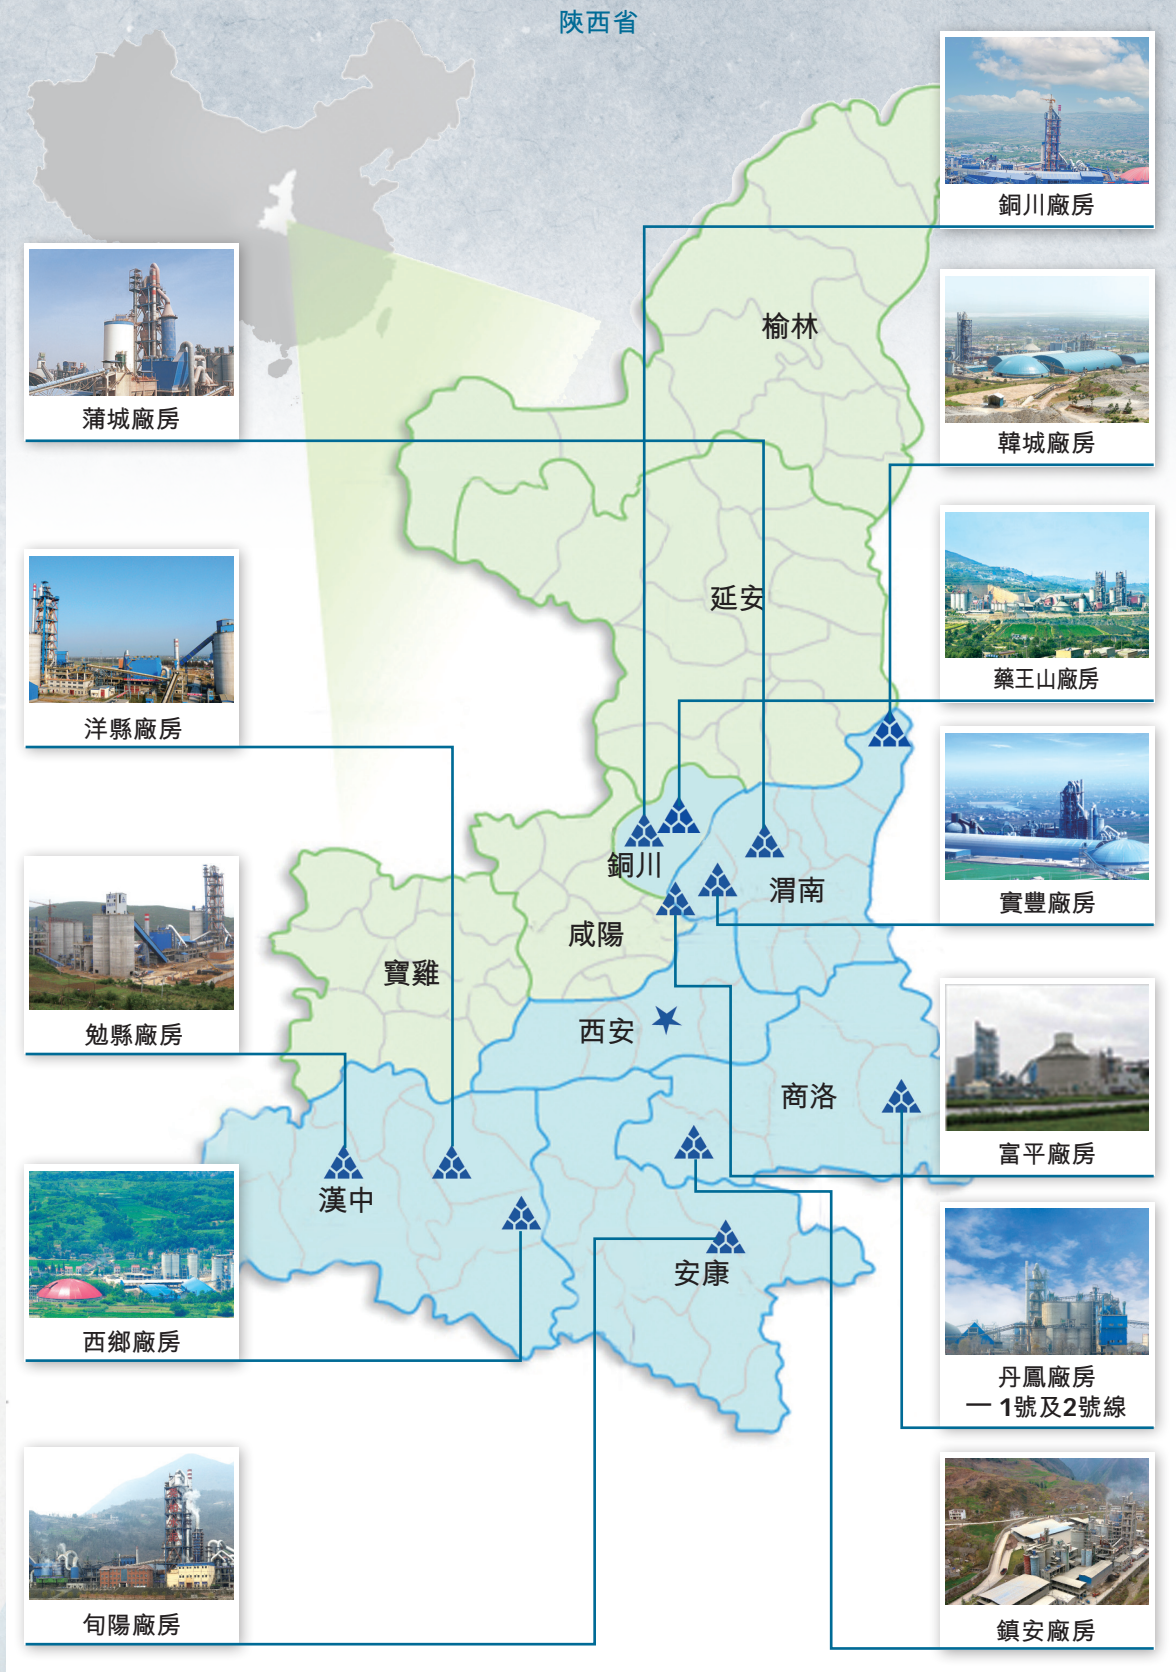 陝西省
銅川廠房
蒲城廠房
榆林
韓城廠房
延安
藥王山廠房
洋縣廠房
銅川
渭南
實豐廠房
咸陽
寶雞
西安
勉縣廠房
商洛
富平廠房
漢中
安康
西鄉廠房
丹鳳廠房
一 1號及2號線
旬陽廠房
鎮安廠房